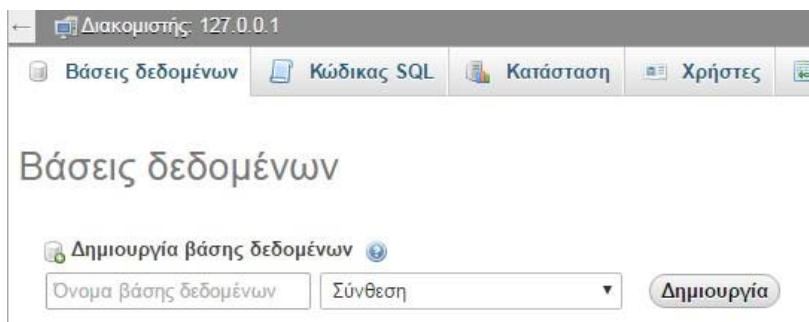 ← Διακομιστής: 127.0.0.1
Βάσεις δεδομένων Κώδικας SQL Κατάσταση Χρήστες
Βάσεις δεδομένων
Δημιουργία βάσης δεδομένων
Όνομα βάσης δεδομένων Σύνθεση Δημιουργία